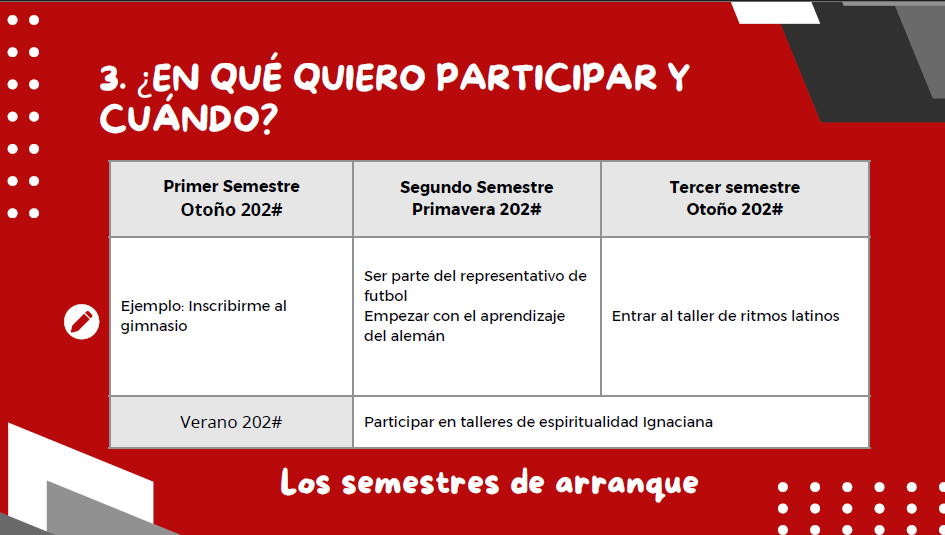 3. ¿EN QUÉ QUIERO PARTICIPAR Y
CUÁNDO?
Primer Semestre
Otoño 202#
Segundo Semestre
Primavera 202#
Tercer semestre
Otoño 202#
Ejemplo: Inscribirme al
gimnasio
Ser parte del representativo de
futbol
Empezar con el aprendizaje
del alemán
Entrar al taller de ritmos latinos
Verano 202#
Participar en talleres de espiritualidad Ignaciana
Los semestres de arranque